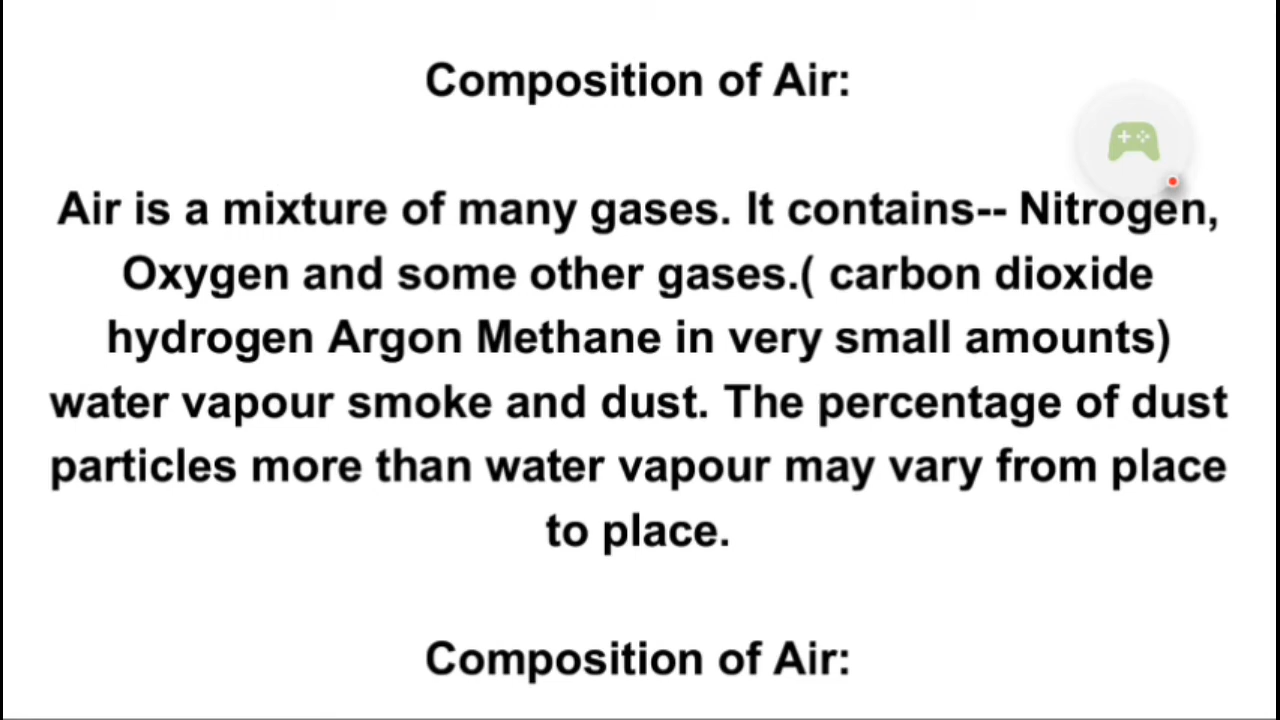 Composition of Air:
Air is a mixture of many gases. It contains-- Nitrogen,
Oxygen and some other gases.( carbon dioxide
hydrogen Argon Methane in very small amounts)
water vapour smoke and dust. The percentage of dust
particles more than water vapour may vary from place
to place.
Composition of Air: